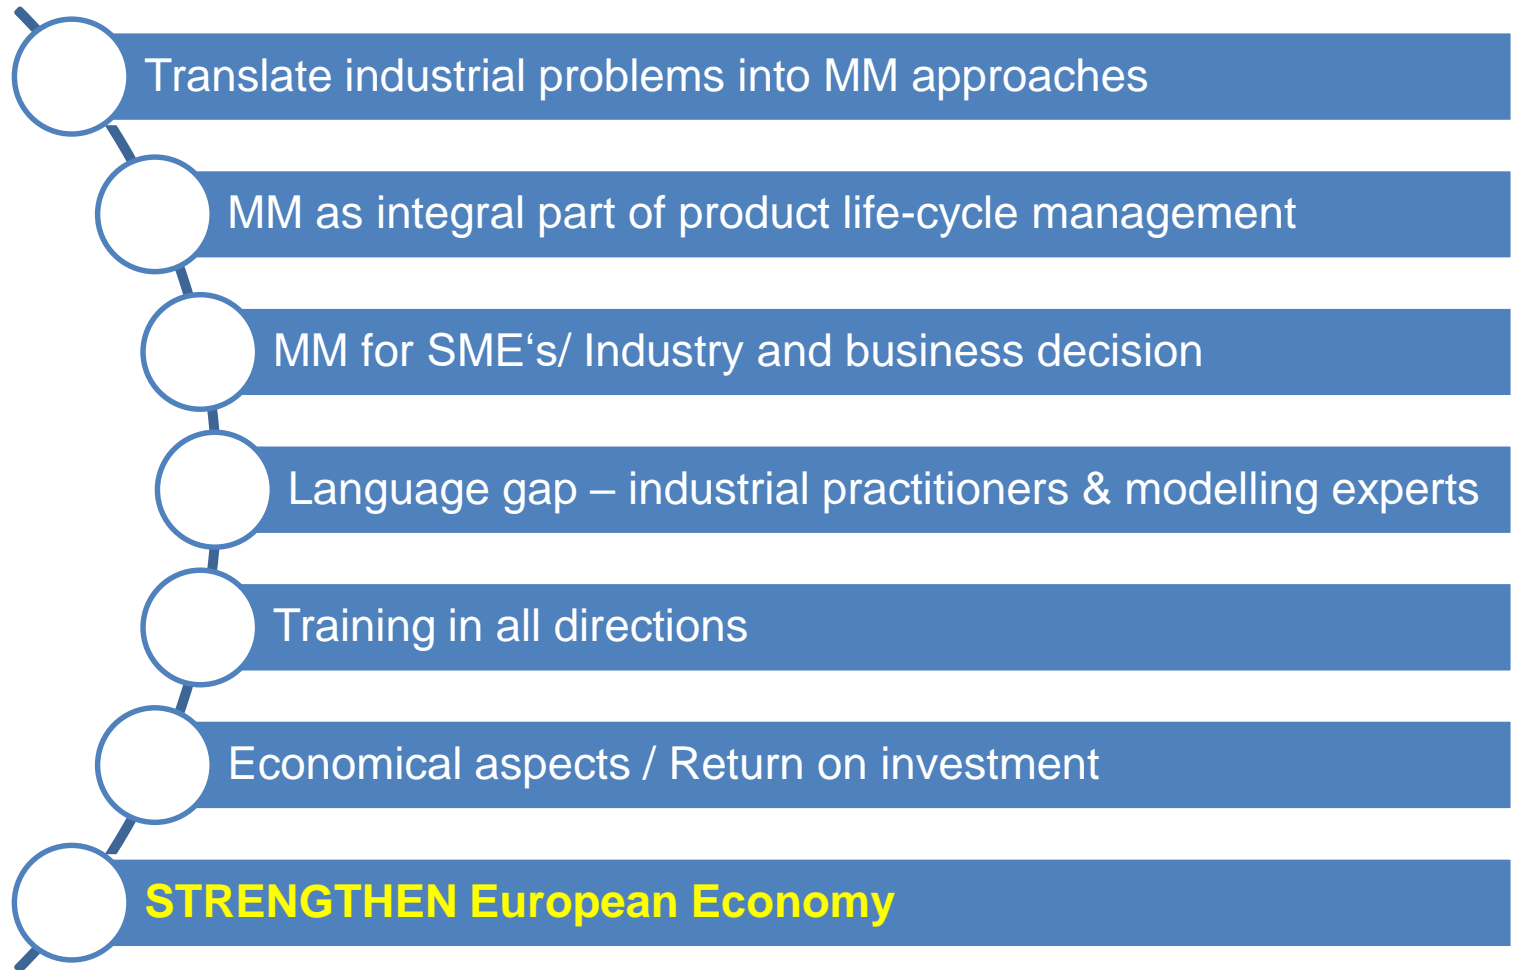 Translate industrial problems into MM approaches
MM as integral part of product life-cycle management
MM for SME‘s/ Industry and business decision
Language gap – industrial practitioners & modelling experts
Training in all directions
Economical aspects / Return on investment
STRENGTHEN European Economy